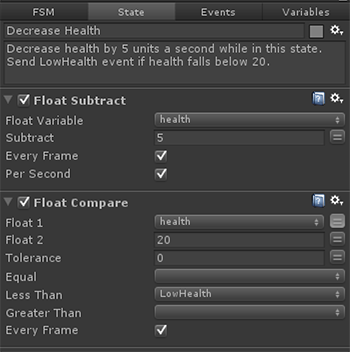 FSM State Events Variables
Decrease Health
Decrease health by 5 units a second while in this state.
Send LowHealth event if health falls below 20.
Float Subtract
Float Variable health
Subtract 5
Every Frame
Per Second
Float Compare
Float 1 health
Float 2 20
Tolerance 0
Equal
Less Than LowHealth
Greater Than
Every Frame